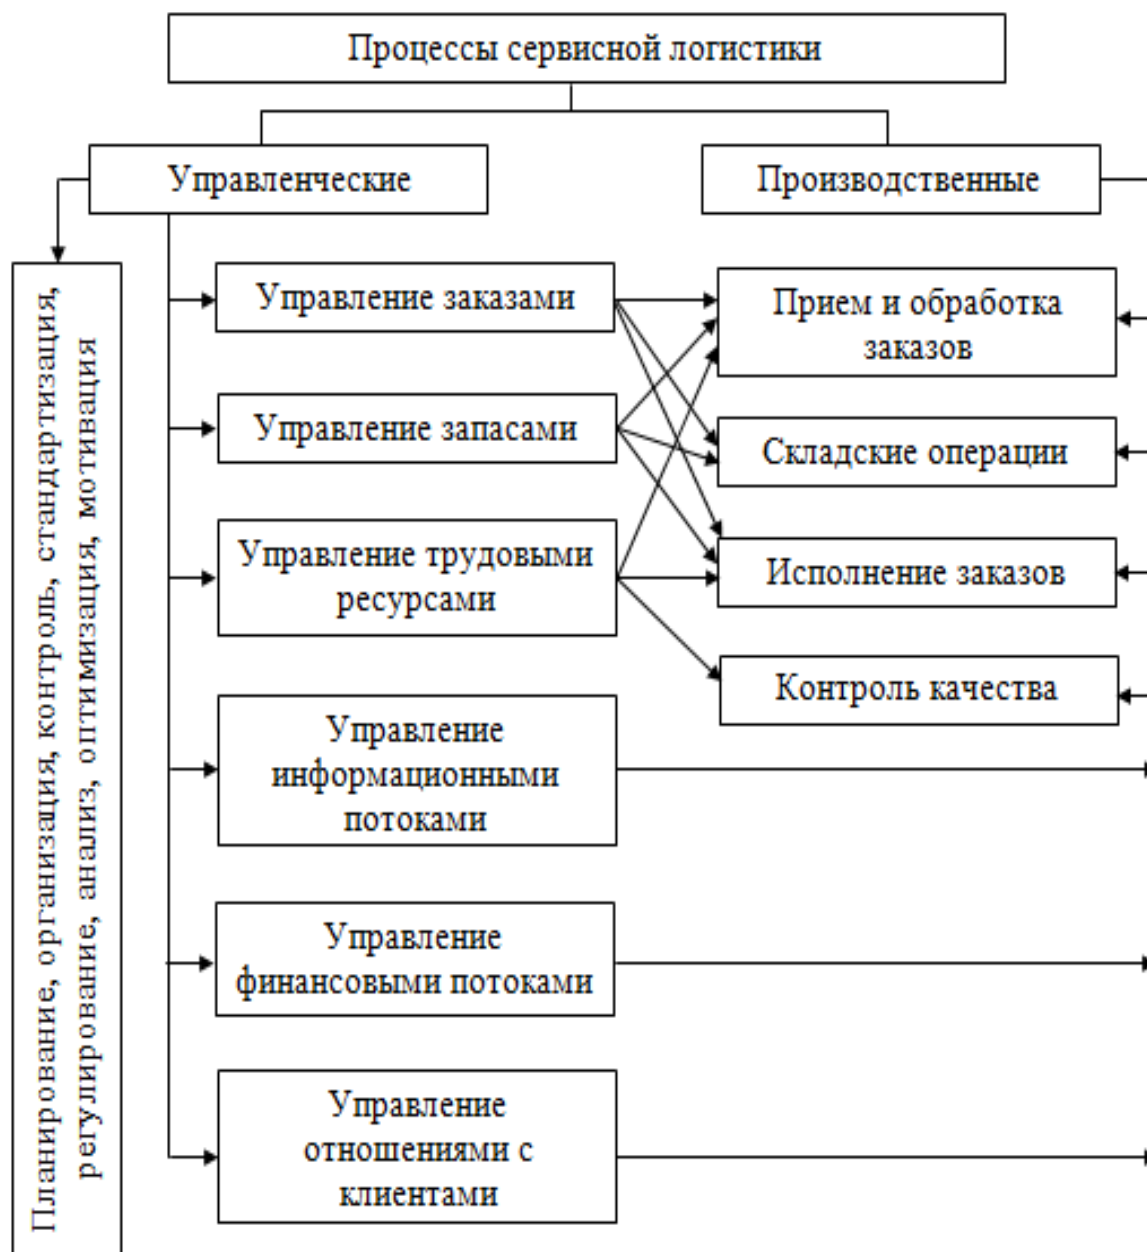 Процессы сервисной логистики
Управленческие
Производственные
Планирование, организация, контроль, стандартизация,
регулирование, анализ, оптимизация, мотивация
Управление заказами
Управление запасами
Управление трудовыми
ресурсами
Управление
информационными
потоками
Управление
финансовыми потоками
Управление
отношениями с
клиентами
Прием и обработка
заказов
Складские операции
Исполнение заказов
Контроль качества